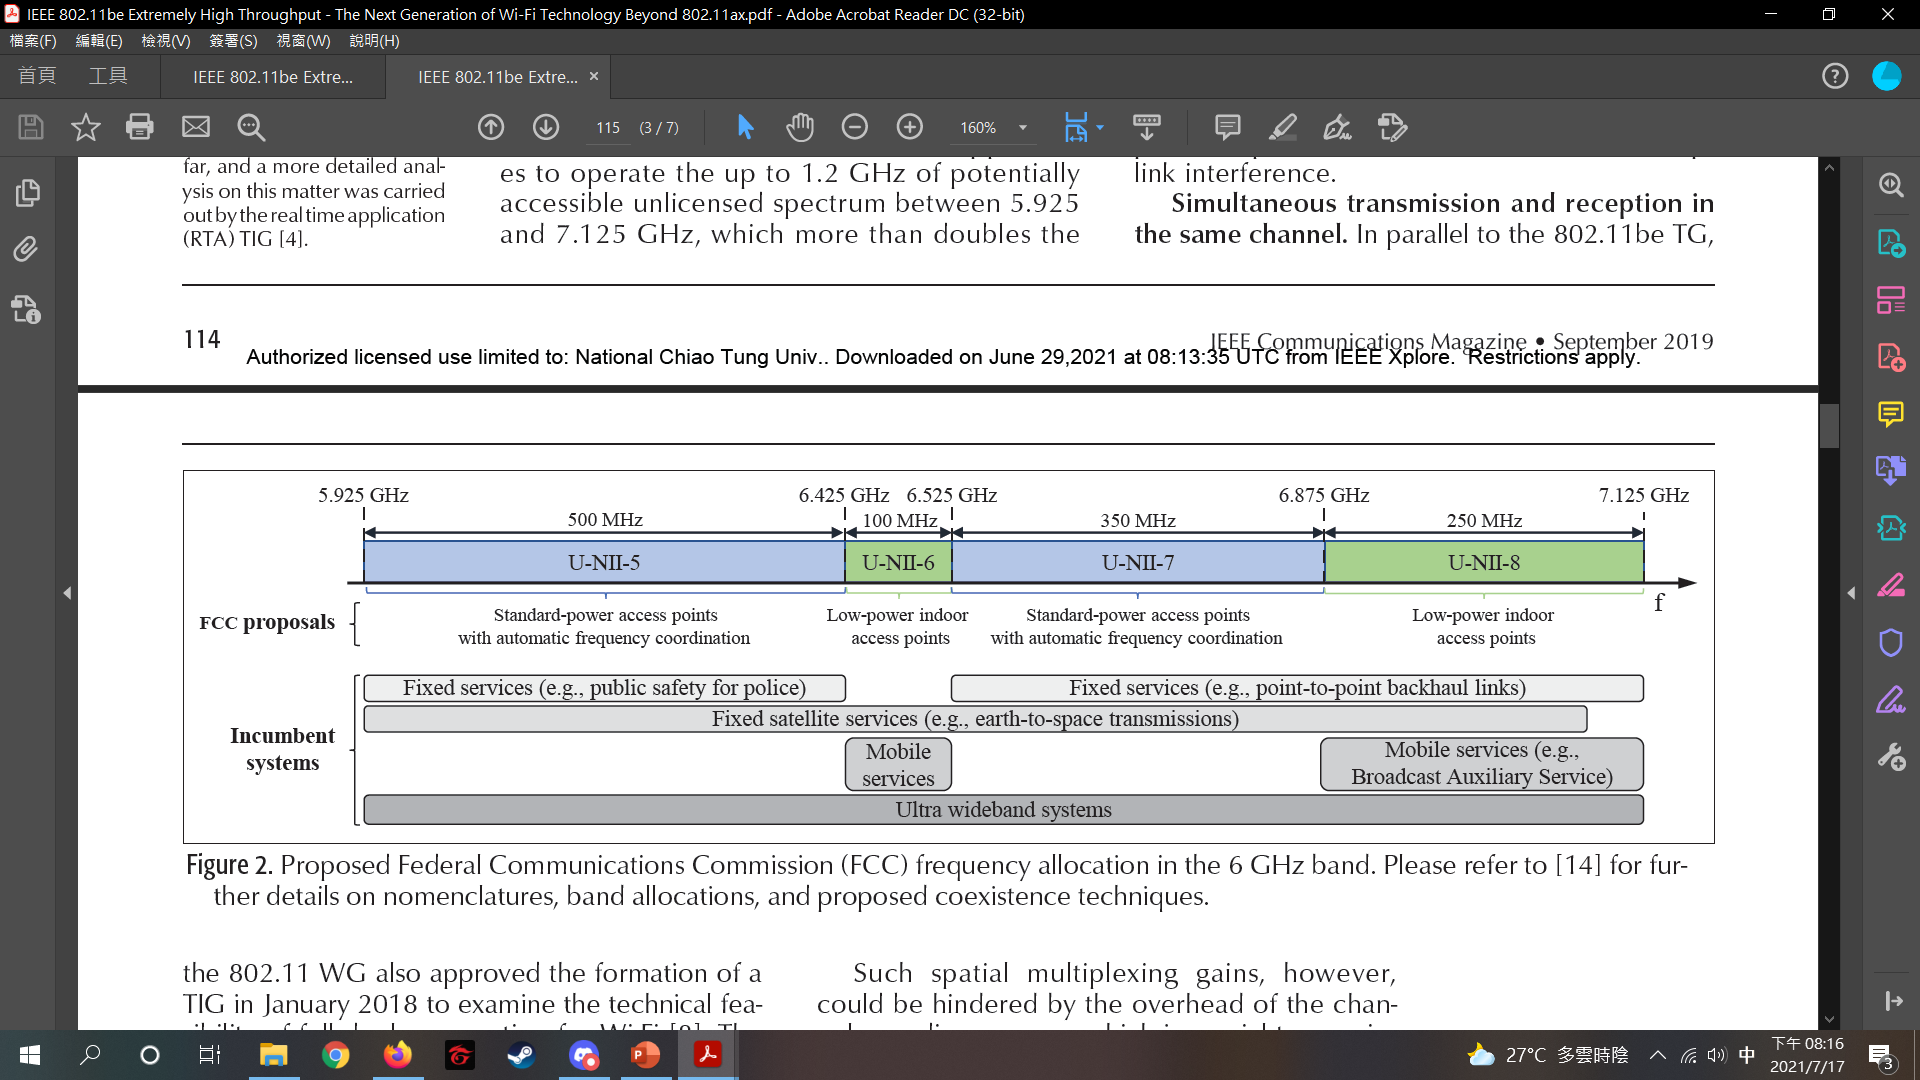 IEEE 802.11be Extremely High Throughput - The Next Generation of Wi-Fi Technology Beyond 802.11ax.pdf - Adobe Acrobat Reader DC (32-bit)
檔案(F) 編輯(E) 檢視(V) 簽署(S) 視窗(W) 說明(H)
首頁 工具 IEEE 802.11be Extre... IEEE 802.11be Extre... ×
115 (3 / 7) 160%
far, and a more detailed anal-
ysis on this matter was carried
out by the real time application
(RTA) TIG [4].
es to operate the up to 1.2 GHz of potentially
accessible unlicensed spectrum between 5.925
and 7.125 GHz, which more than doubles the
link interference.
Simultaneous transmission and reception in
the same channel. In parallel to the 802.11be TG,
114
IEEE Communications Magazine • September 2019
Authorized licensed use limited to: National Chiao Tung Univ.. Downloaded on June 29,2021 at 08:13:35 UTC from IEEE Xplore. Restrictions apply.
5.925 GHz 6.425 GHz 6.525 GHz 6.875 GHz 7.125 GHz
500 MHz 100 MHz 350 MHz 250 MHz
U-NII-5 U-NII-6 U-NII-7 U-NII-8
f
FCC proposals
Standard-power access points
with automatic frequency coordination
Low-power indoor
access points
Standard-power access points
with automatic frequency coordination
Low-power indoor
access points
Incumbent
systems
Fixed services (e.g., public safety for police)
Fixed services (e.g., point-to-point backhaul links)
Fixed satellite services (e.g., earth-to-space transmissions)
Mobile
services
Mobile services (e.g.,
Broadcast Auxiliary Service)
Ultra wideband systems
Figure 2. Proposed Federal Communications Commission (FCC) frequency allocation in the 6 GHz band. Please refer to [14] for fur-
ther details on nomenclatures, band allocations, and proposed coexistence techniques.
the 802.11 WG also approved the formation of a
TIG in January 2018 to examine the technical fea-
Such spatial multiplexing gains, however,
could be hindered by the overhead of the chan-
27°C 多雲時陰
中
下午 08:16
2021/7/17
3